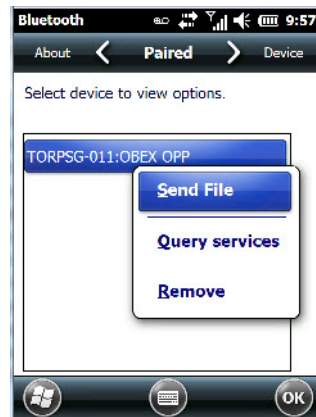 Bluetooth 9:57
About Paired Device
Select device to view options.
TORPSG-011:OBEX OPP
Send File
Query services
Remove
OK